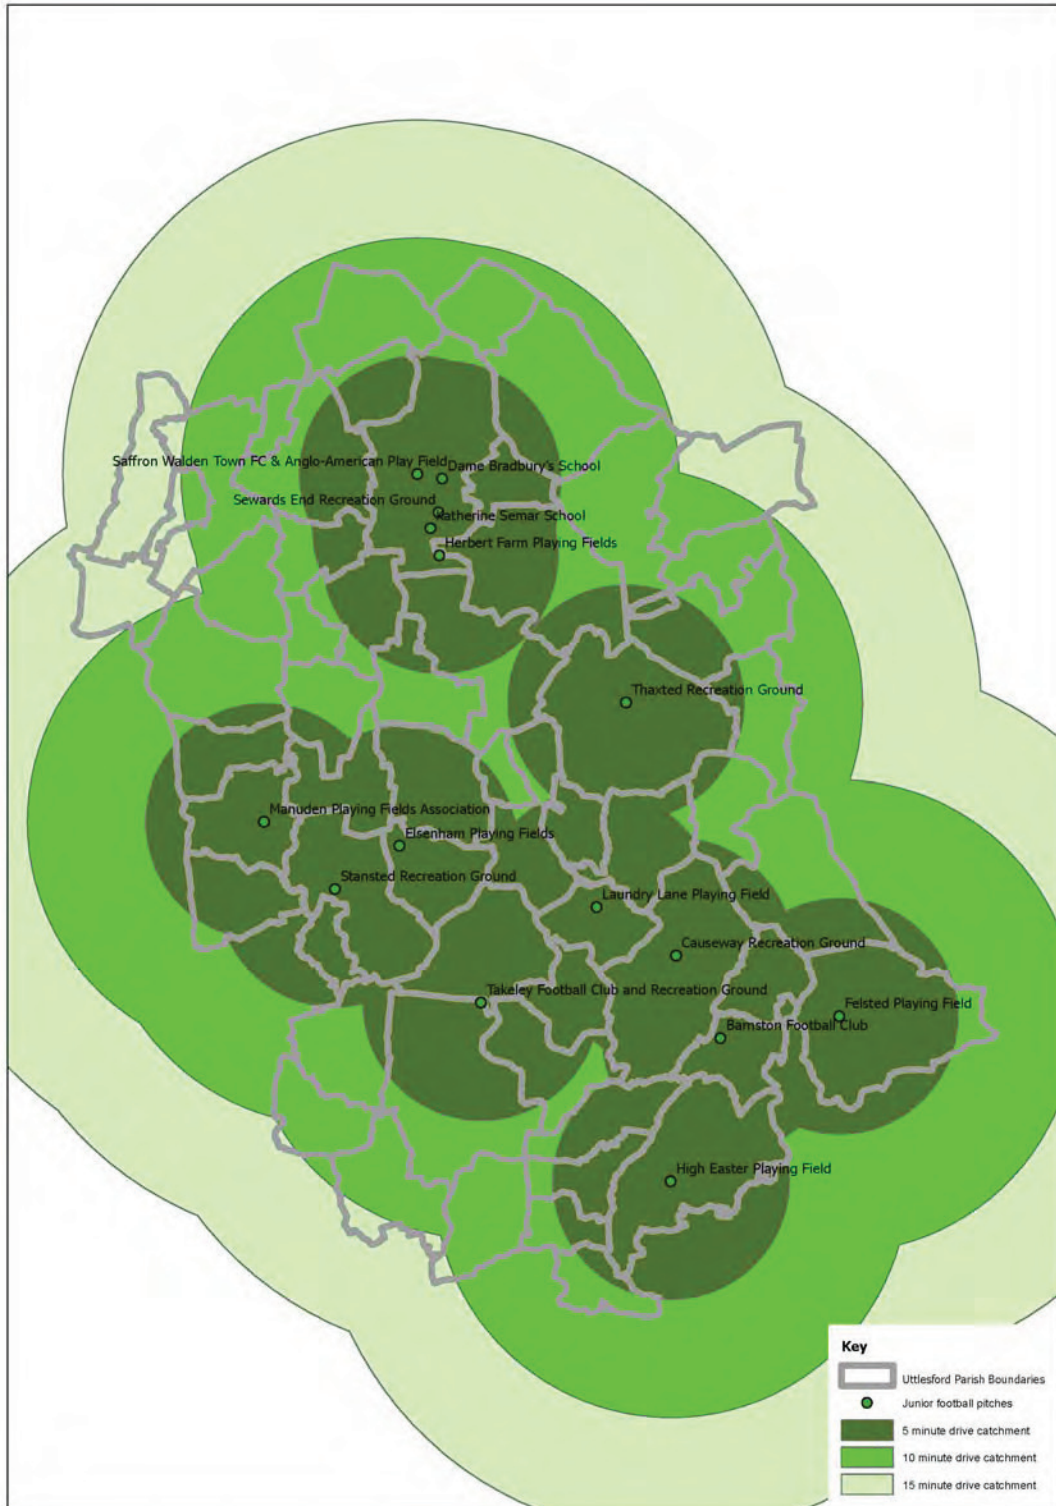 Saffron Walden Town FC & Anglo-American Play Field
Dame Bradbury's School
Sewards End Recreation Ground
Katherine Semar School
Herbert Farm Playing Fields
Thaxted Recreation Ground
Manuden Playing Fields Association
Elsenham Playing Fields
Stansted Recreation Ground
Laundry Lane Playing Field
Causeway Recreation Ground
Takeley Football Club and Recreation Ground
Felsted Playing Field
Barnston Football Club
High Easter Playing Field
Key
Uttlesford Parish Boundaries
Junior football pitches
5 minute drive catchment
10 minute drive catchment
15 minute drive catchment